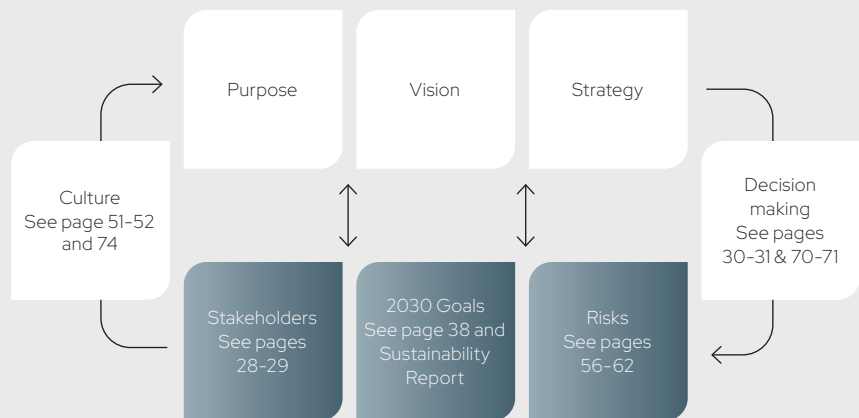 Purpose
Vision
Strategy
Culture
See page 51-52
and 74
Decision
making
See pages
30-31 & 70-71
Stakeholders
See pages
28-29
2030 Goals
See page 38 and
Sustainability
Report
Risks
See pages
56-62